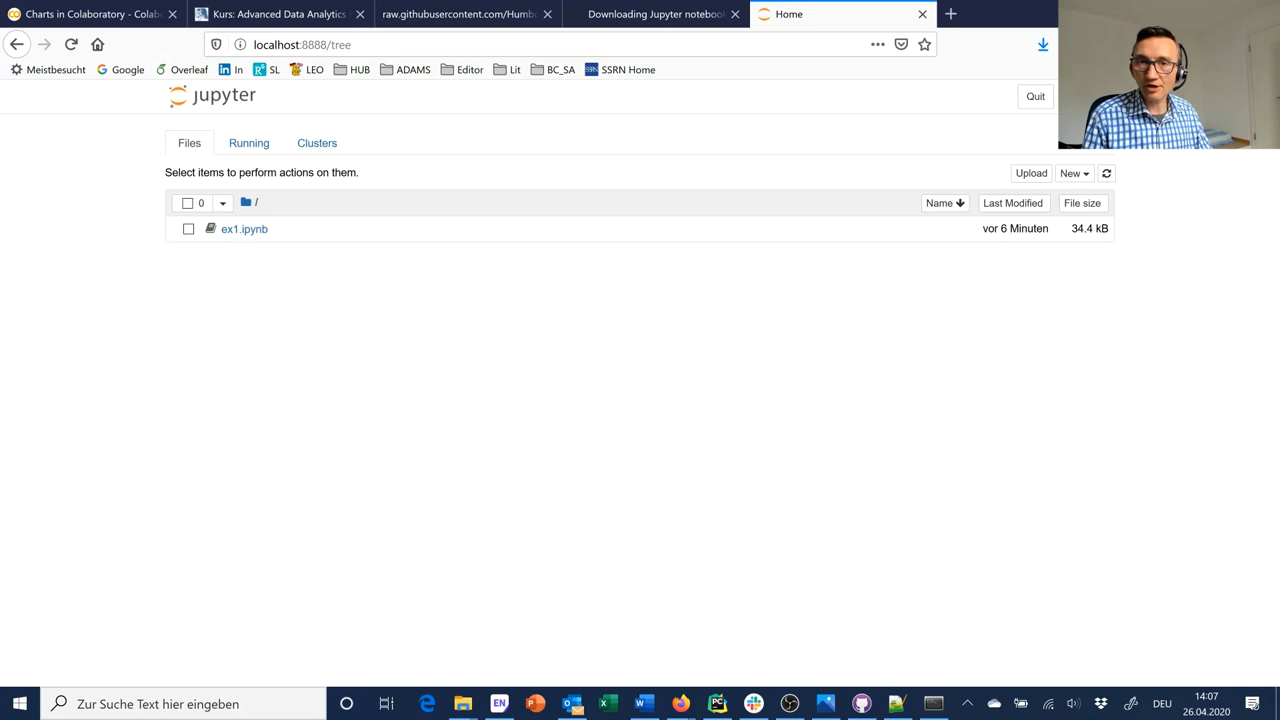 Charts in Colaboratory - Colab
Kurs: Advanced Data Analytics
raw.githubusercontent.com/Humb
Downloading Jupyter notebook
Home
localhost:8888/tree
Meistbesucht
Google
Overleaf
In
SL
LEO
HUB
ADAMS
Editor
Lit
BC_SA
SSRN Home
jupyter
Quit
Files
Running
Clusters
Select items to perform actions on them.
Upload
New
0
/
Name
Last Modified
File size
ex1.ipynb
vor 6 Minuten
34.4 kB
Zur Suche Text hier eingeben
EN
DEU
14:07
26.04.2020